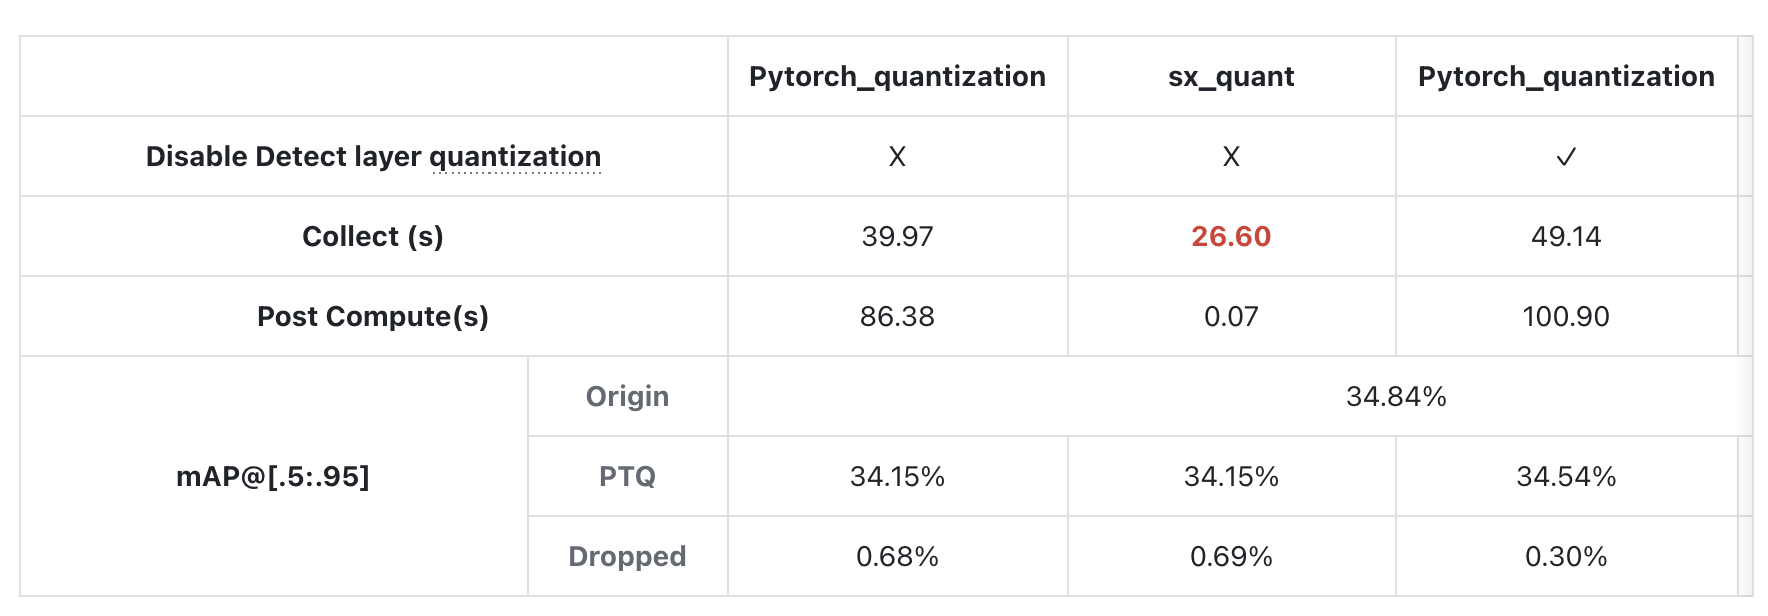 Pytorch_quantization sx_quant Pytorch_quantization
Disable Detect layer quantization X X ✓
Collect (s) 39.97 26.60 49.14
Post Compute(s) 86.38 0.07 100.90
mAP@[.5:.95] Origin 34.84%
PTQ 34.15% 34.15% 34.54%
Dropped 0.68% 0.69% 0.30%